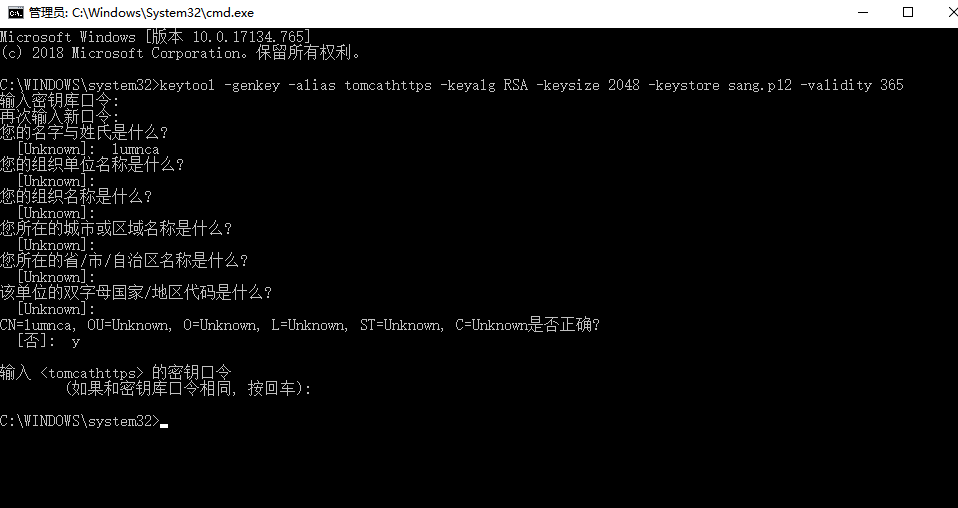 管理员: C:\Windows\System32\cmd.exe
Microsoft Windows [版本 10.0.17134.765]
(c) 2018 Microsoft Corporation。保留所有权利。
C:\WINDOWS\system32>keytool -genkey -alias tomcathttps -keyalg RSA -keysize 2048 -keystore sang.p12 -validity 365
输入密钥库口令:
再次输入新口令:
您的名字与姓氏是什么?
[Unknown]: lumnca
您的组织单位名称是什么?
[Unknown]:
您的组织名称是什么?
[Unknown]:
您所在的城市或区域名称是什么?
[Unknown]:
您所在的省/市/自治区名称是什么?
[Unknown]:
该单位的双字母国家/地区代码是什么?
[Unknown]:
CN=lumnca, OU=Unknown, O=Unknown, L=Unknown, ST=Unknown, C=Unknown是否正确?
[否]: y
输入 <tomcathttps> 的密钥口令
(如果和密钥库口令相同, 按回车):
C:\WINDOWS\system32>